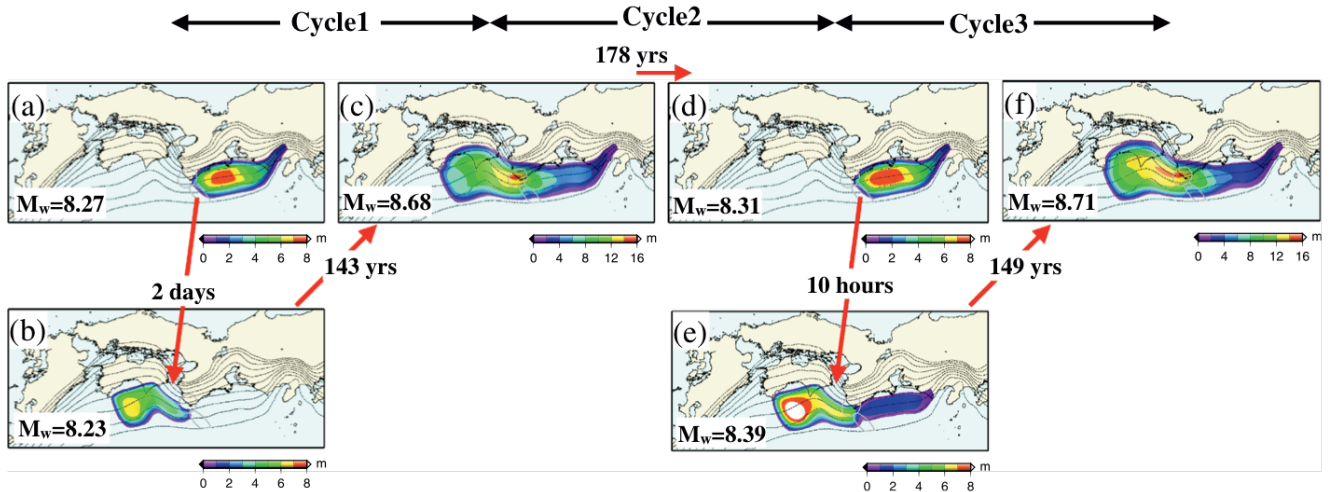 Cycle1
Cycle2
Cycle3
178 yrs
(a)
Mw=8.27
0 2 4 6 8 m
(c)
Mw=8.68
0 4 8 12 16 m
(d)
Mw=8.31
0 2 4 6 8 m
(f)
Mw=8.71
0 4 8 12 16 m
2 days
143 yrs
10 hours
149 yrs
(b)
Mw=8.23
0 2 4 6 8 m
(e)
Mw=8.39
0 2 4 6 8 m